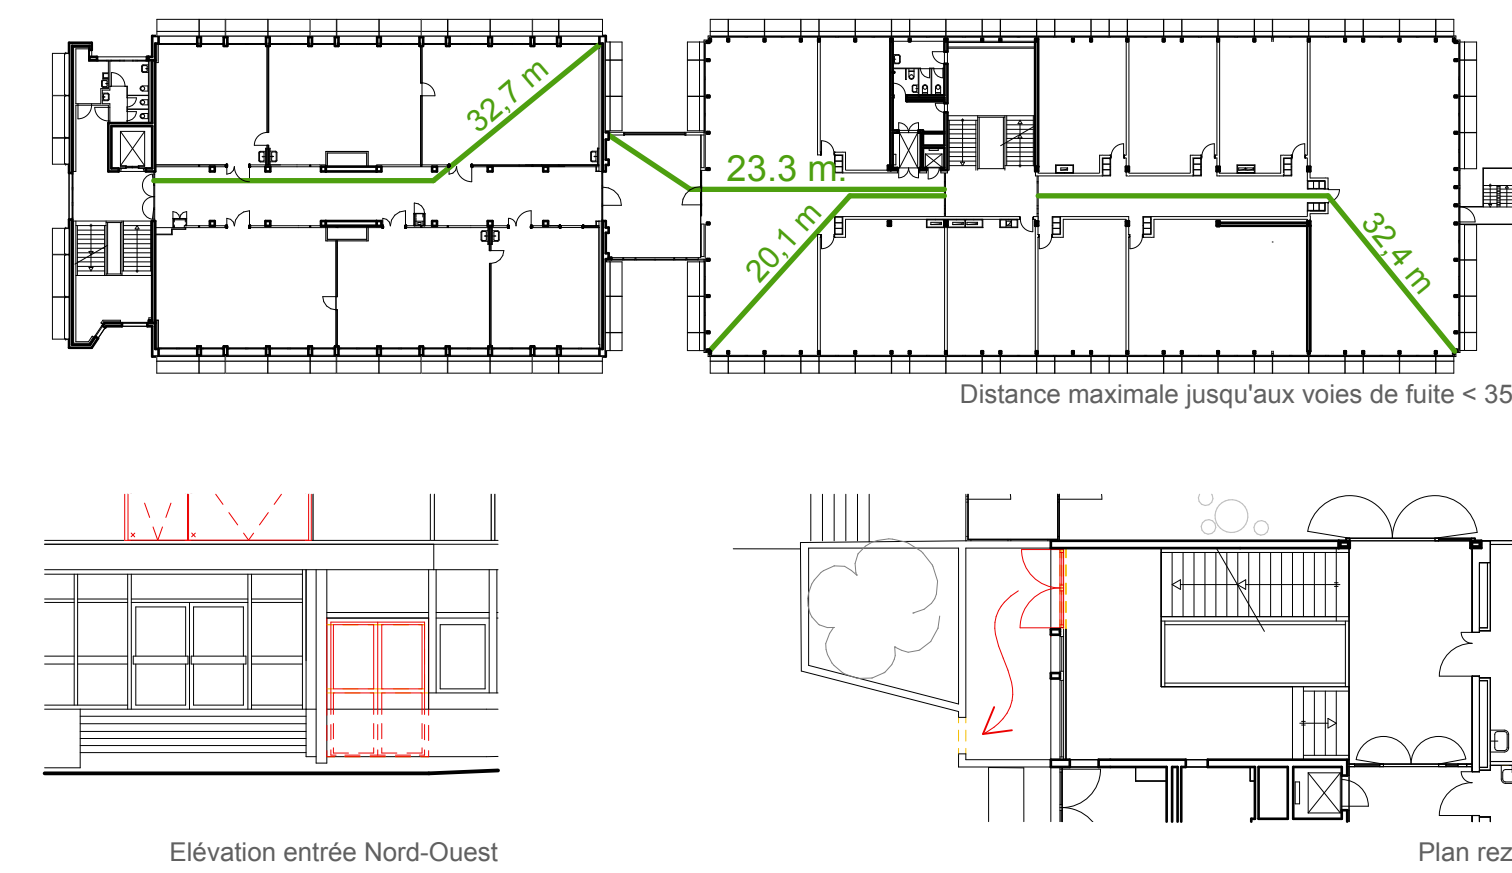 32,7 m
23.3 m.
20,1 m
32,4 m
Distance maximale jusqu'aux voies de fuite < 35
Elévation entrée Nord-Ouest
Plan rez